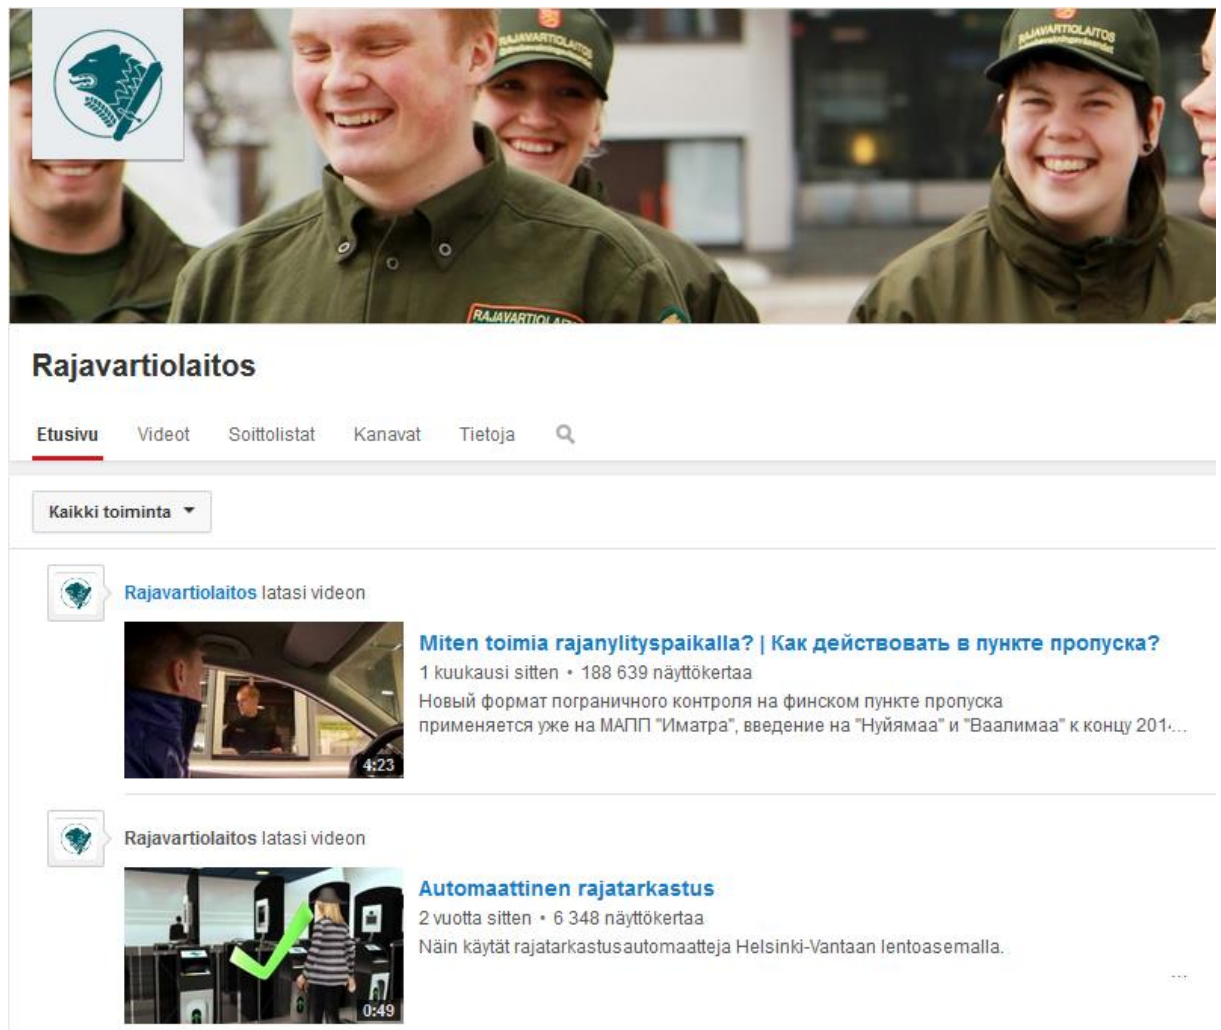 RAJAVARTIOLAITOS
RAJAVARTIOLAITOS
Gränsbevakningsväsendet
RAJAVARTIOLAITOS
Rajavartiolaitos
Etusivu Videot Soittolistat Kanavat Tietoja
Kaikki toiminta
Rajavartiolaitos latasi videon
Miten toimia rajanylityspaikalla? | Как действовать в пункте пропуска?
1 kuukausi sitten • 188 639 näyttökertaa
Новый формат пограничного контроля на финском пункте пропуска
применяется уже на МАПП "Иматра", введение на "Нуйямаа" и "Ваалимаа" к концу 201...
4:23
Rajavartiolaitos latasi videon
Automaattinen rajatarkastus
2 vuotta sitten • 6 348 näyttökertaa
Näin käytät rajatarkastusautomaatteja Helsinki-Vantaan lentoasemalla.
...
0:49